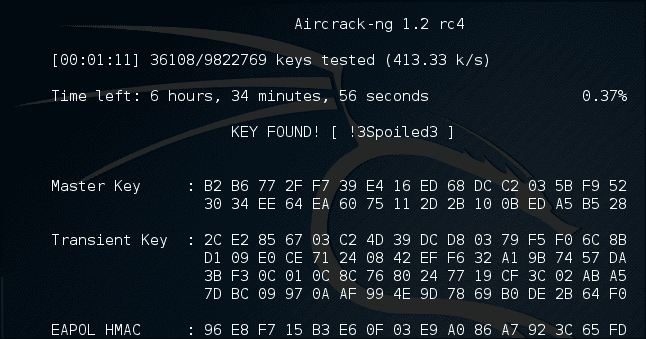 Aircrack-ng 1.2 rc4
[00:01:11] 36108/9822769 keys tested (413.33 k/s)
Time left: 6 hours, 34 minutes, 56 seconds 0.37%
KEY FOUND! [ !3Spoiled3 ]
Master Key : B2 B6 77 2F F7 39 E4 16 ED 68 DC C2 03 5B F9 52
30 34 EE 64 EA 60 75 11 2D 2B 10 0B ED A5 B5 28
Transient Key : 2C E2 85 67 03 C2 4D 39 DC D8 03 79 F5 F0 6C 8B
D1 09 E0 CE 71 24 08 42 EF F6 32 A1 9B 74 57 DA
3B F3 0C 01 0C 8C 76 80 24 77 19 CF 3C 02 AB A5
7D BC 09 97 0A AF 99 4E 9D 78 69 B0 DE 2B 64 F0
EAPOL HMAC : 96 E8 F7 15 B3 E6 0F 03 E9 A0 86 A7 92 3C 65 FD